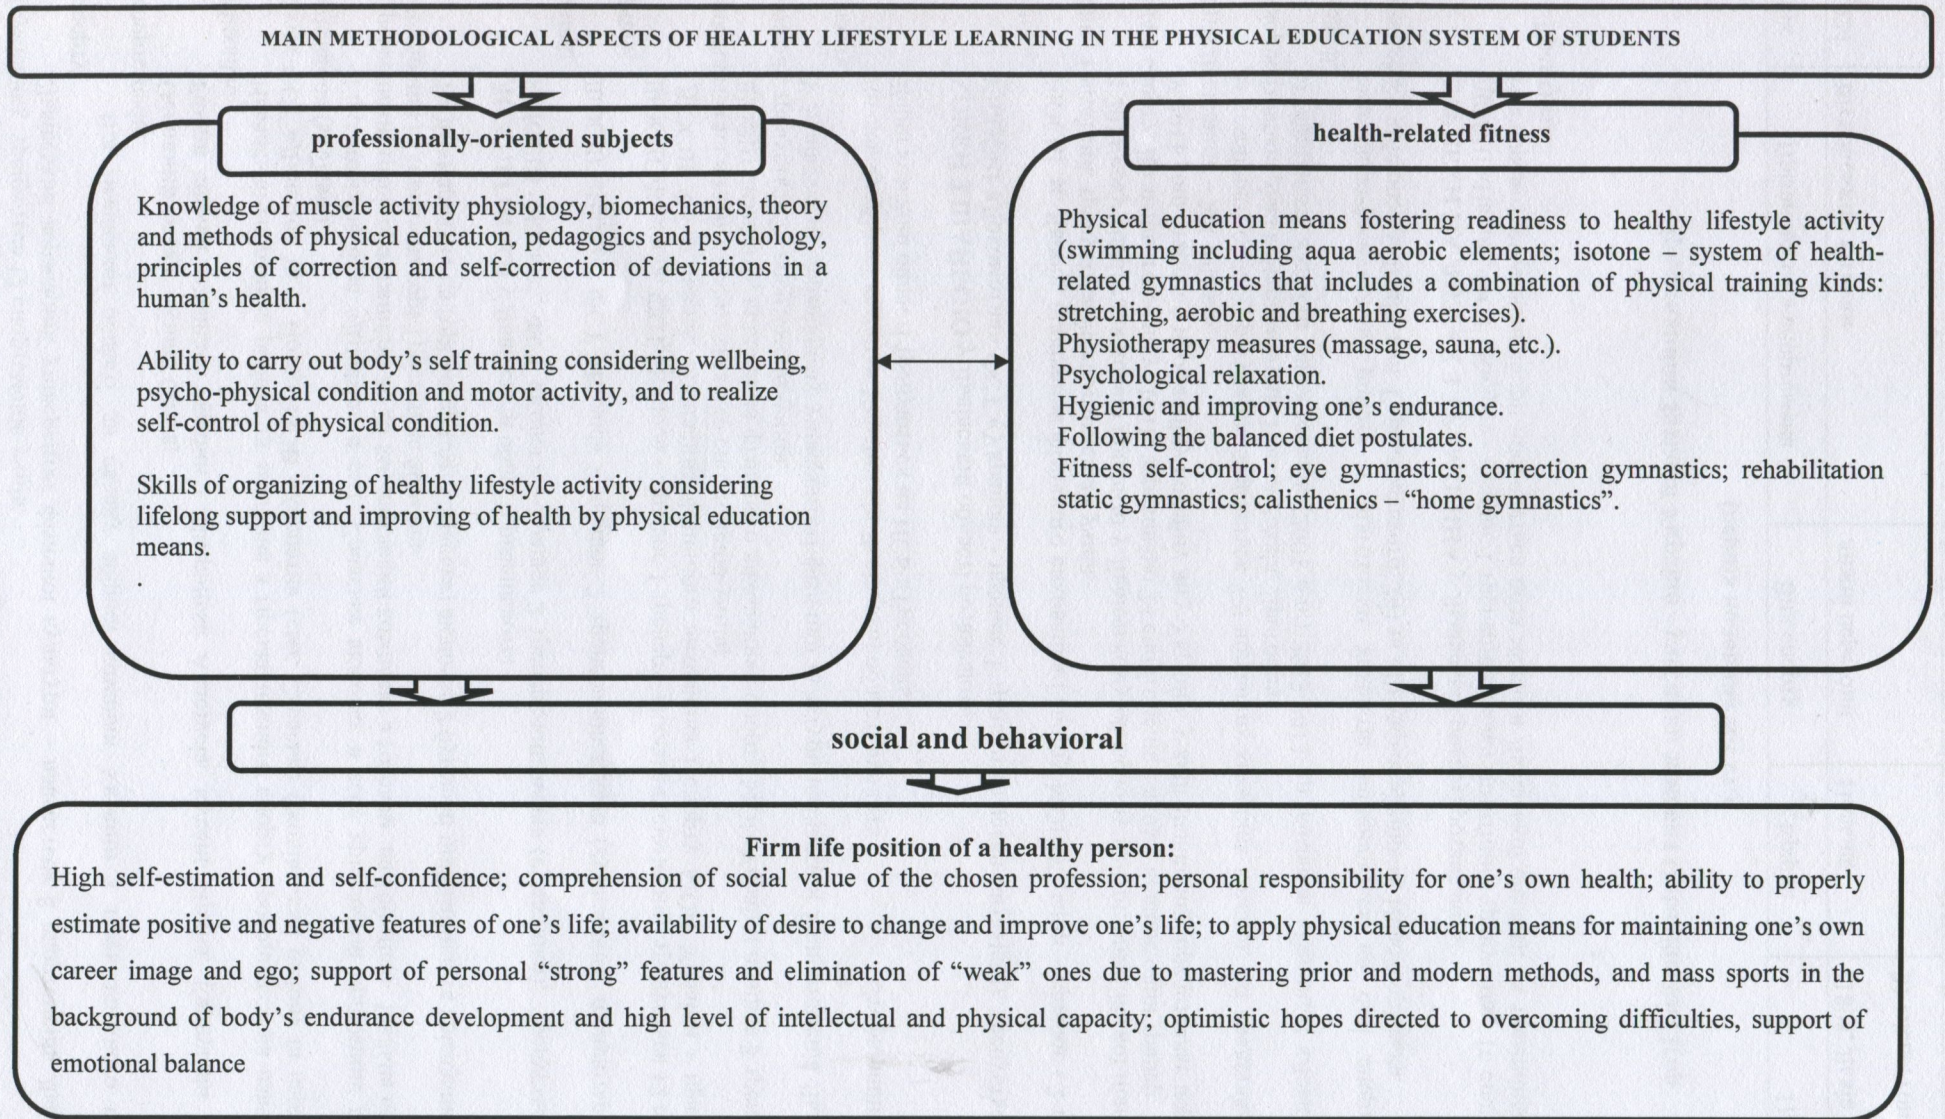 MAIN METHODOLOGICAL ASPECTS OF HEALTHY LIFESTYLE LEARNING IN THE PHYSICAL EDUCATION SYSTEM OF STUDENTS
professionally-oriented subjects
Knowledge of muscle activity physiology, biomechanics, theory
and methods of physical education, pedagogics and psychology,
principles of correction and self-correction of deviations in a
human’s health.
Ability to carry out body’s self training considering wellbeing,
psycho-physical condition and motor activity, and to realize
self-control of physical condition.
Skills of organizing of healthy lifestyle activity considering
lifelong support and improving of health by physical education
means.
.
health-related fitness
Physical education means fostering readiness to healthy lifestyle activity
(swimming including aqua aerobic elements; isotone – system of health-
related gymnastics that includes a combination of physical training kinds:
stretching, aerobic and breathing exercises).
Physiotherapy measures (massage, sauna, etc.).
Psychological relaxation.
Hygienic and improving one’s endurance.
Following the balanced diet postulates.
Fitness self-control; eye gymnastics; correction gymnastics; rehabilitation
static gymnastics; calisthenics – “home gymnastics”.
social and behavioral
Firm life position of a healthy person:
High self-estimation and self-confidence; comprehension of social value of the chosen profession; personal responsibility for one’s own health; ability to properly
estimate positive and negative features of one’s life; availability of desire to change and improve one’s life; to apply physical education means for maintaining one’s own
career image and ego; support of personal “strong” features and elimination of “weak” ones due to mastering prior and modern methods, and mass sports in the
background of body’s endurance development and high level of intellectual and physical capacity; optimistic hopes directed to overcoming difficulties, support of
emotional balance